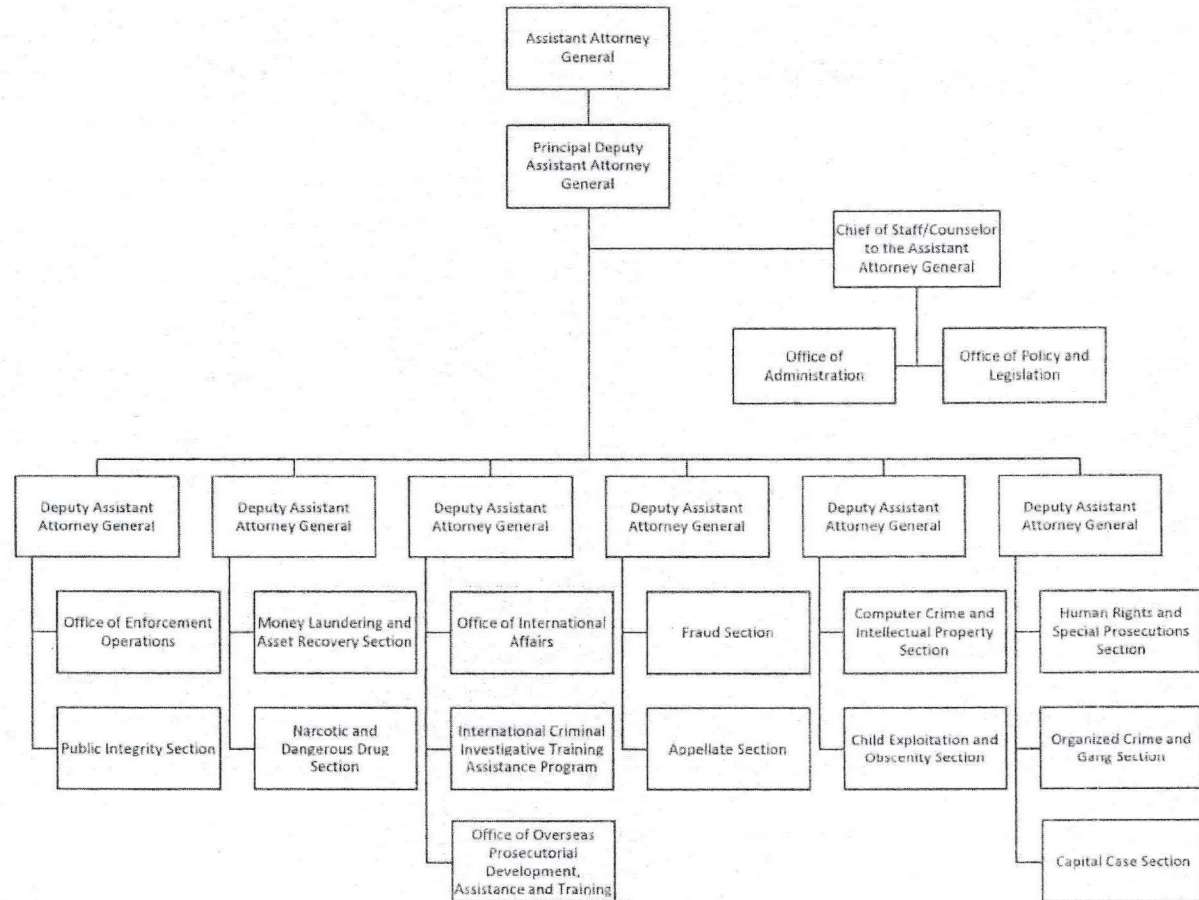 Assistant Attorney
General
Principal Deputy
Assistant Attorney
General
Chief of Staff/Counselor
to the Assistant
Attorney General
Office of
Administration
Office of Policy and
Legislation
Deputy Assistant
Attorney General
Deputy Assistant
Attorney General
Deputy Assistant
Attorney General
Deputy Assistant
Attorney General
Deputy Assistant
Attorney General
Deputy Assistant
Attorney General
Office of Enforcement
Operations
Money Laundering and
Asset Recovery Section
Office of International
Affairs
Fraud Section
Computer Crime and
Intellectual Property
Section
Human Rights and
Special Prosecutions
Section
Public Integrity Section
Narcotic and
Dangerous Drug
Section
International Criminal
Investigative Training
Assistance Program
Appellate Section
Child Exploitation and
Obscenity Section
Organized Crime and
Gang Section
Office of Overseas
Prosecutorial
Development,
Assistance and Training
Capital Case Section